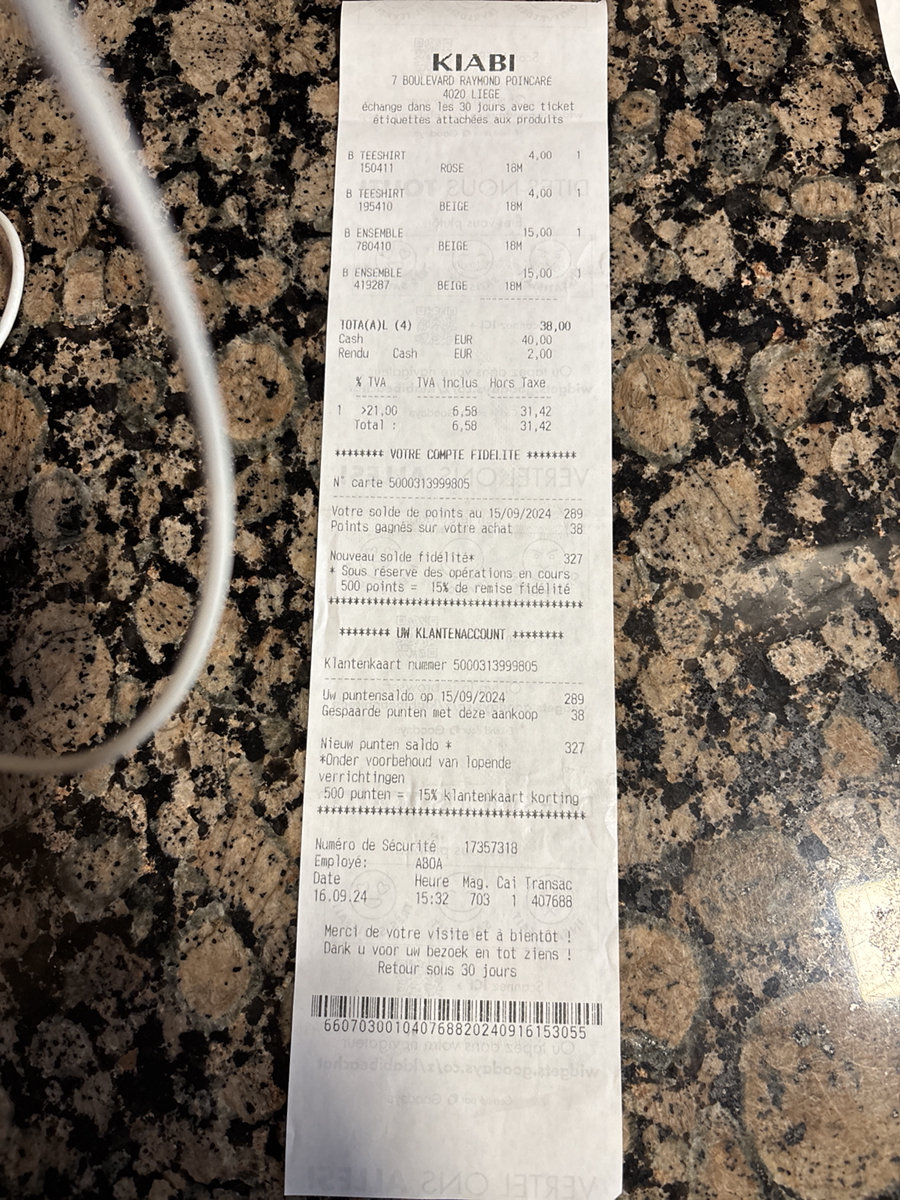 KIABI
7 BOULEVARD RAYMOND POINCARE
4020 LIEGE
échange dans les 30 jours avec ticket
étiquettes attachées aux produits
B TEESHIRT 4,00 1
150411 ROSE 18M
B TEESHIRT 4,00 1
195410 BEIGE 18M
B ENSEMBLE 15,00 1
780410 BEIGE 18M
B ENSEMBLE 15,00 1
419287 BEIGE 18M
------------
TOTA(A)L (4) 38,00
Cash EUR 40,00
Rendu Cash EUR 2,00
% TVA TVA inclus Hors Taxe
1 >21,00 6,58 31,42
Total : 6,58 31,42
******** VOTRE COMPTE FIDELITE ********
N° carte 5000313999805
Votre solde de points au 15/09/2024 289
Points gagnés sur votre achat 38
Nouveau solde fidélité* 327
* Sous réserve des opérations en cours
500 points = 15% de remise fidélité
****************************************
******** UW KLANTENACCOUNT ********
Klantenkaart nummer 5000313999805
Uw puntensaldo op 15/09/2024 289
Gespaarde punten met deze aankoop 38
Nieuw punten saldo * 327
*Onder voorbehoud van lopende
verrichtingen
500 punten = 15% klantenkaart korting
****************************************
Numéro de Sécurité 17357318
Employé: ABOA
Date Heure Mag. Cai Transac
16.09.24 15:32 703 1 407688
Merci de votre visite et à bientôt !
Dank u voor uw bezoek en tot ziens !
Retour sous 30 jours
660703001040768820240916153055